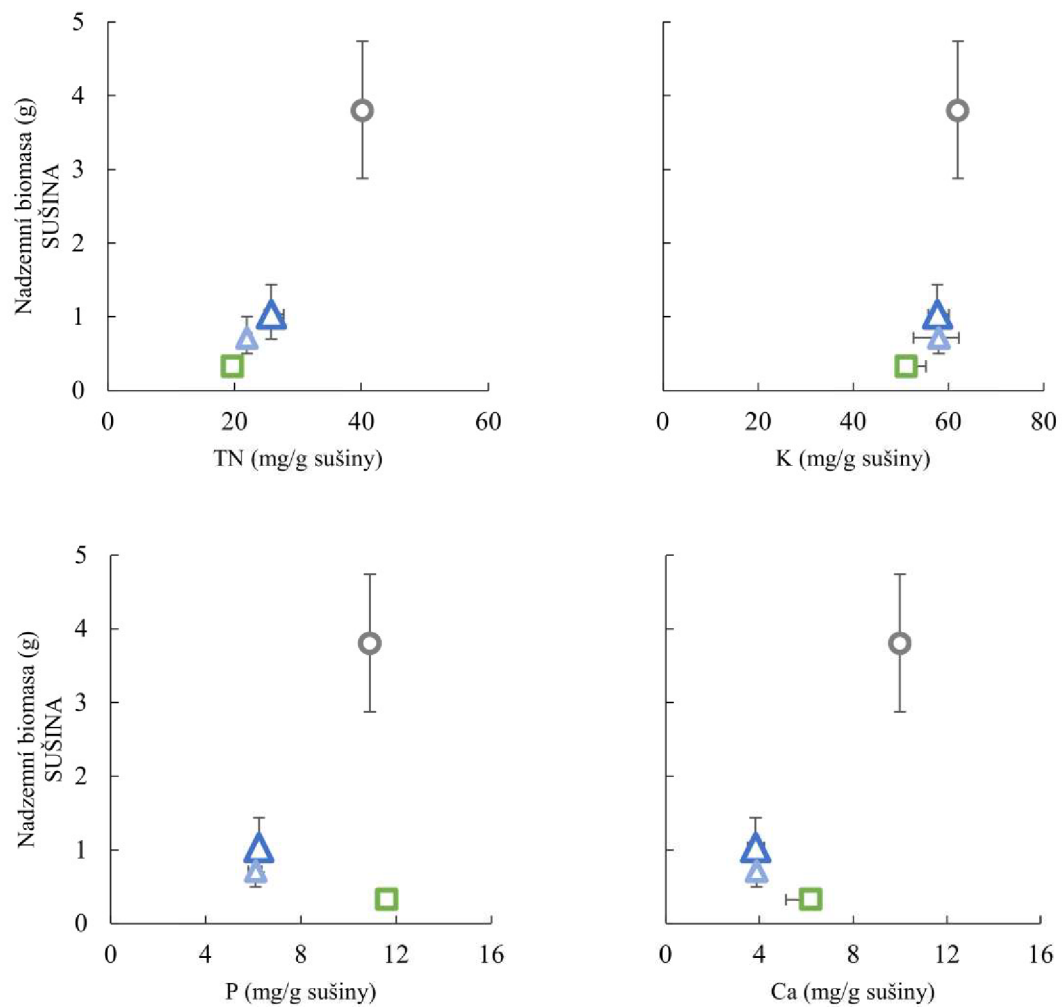 Nadzemní biomasa (g)
SUŠINA
5
4
3
2
1
0
0 20 40 60
TN (mg/g sušiny)
0 20 40 60 80
K (mg/g sušiny)
Nadzemní biomasa (g)
SUŠINA
5
4
3
2
1
0
0 4 8 12 16
P (mg/g sušiny)
0 4 8 12 16
Ca (mg/g sušiny)